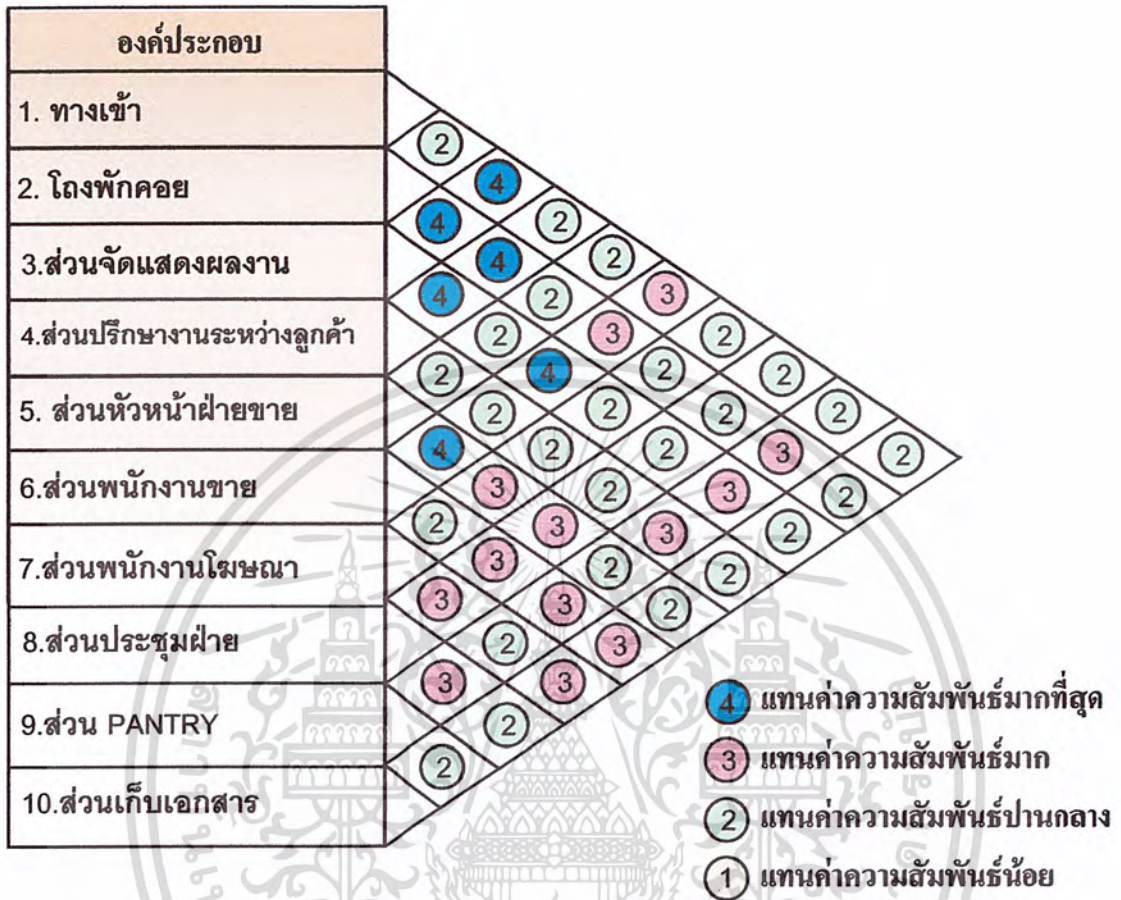 องค์ประกอบ
1. ทางเข้า
2. โถงพักคอย
3.ส่วนจัดแสดงผลงาน
4.ส่วนปรึกษางานระหว่างลูกค้า
5. ส่วนหัวหน้าฝ่ายขาย
6.ส่วนพนักงานขาย
7.ส่วนพนักงานโฆษณา
8.ส่วนประชุมฝ่าย
9.ส่วน PANTRY
10.ส่วนเก็บเอกสาร
2
4
4 2
4 2
4 2 3
2 3 2
2 4 2 2
2 2 2 2
4 2 2 3 2
3 2 3 2
2 3 3 2
3 2 2
3 3 2
2 3
3 3
2
2
4 แทนค่าความสัมพันธ์มากที่สุด
3 แทนค่าความสัมพันธ์มาก
2 แทนค่าความสัมพันธ์ปานกลาง
1 แทนค่าความสัมพันธ์น้อย